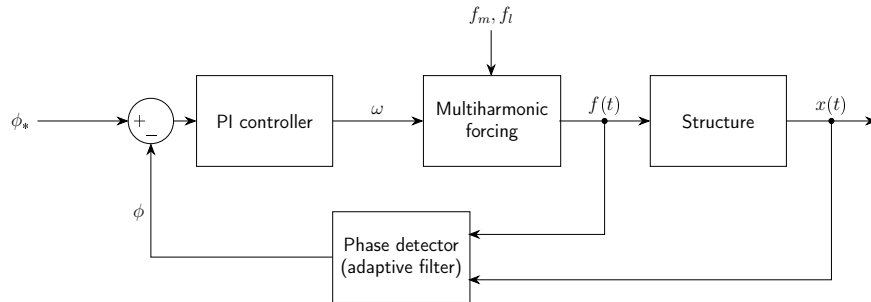 f_m, f_l
ϕ_*
+
−
PI controller
ω
Multiharmonic
forcing
f(t)
Structure
x(t)
ϕ
Phase detector
(adaptive filter)